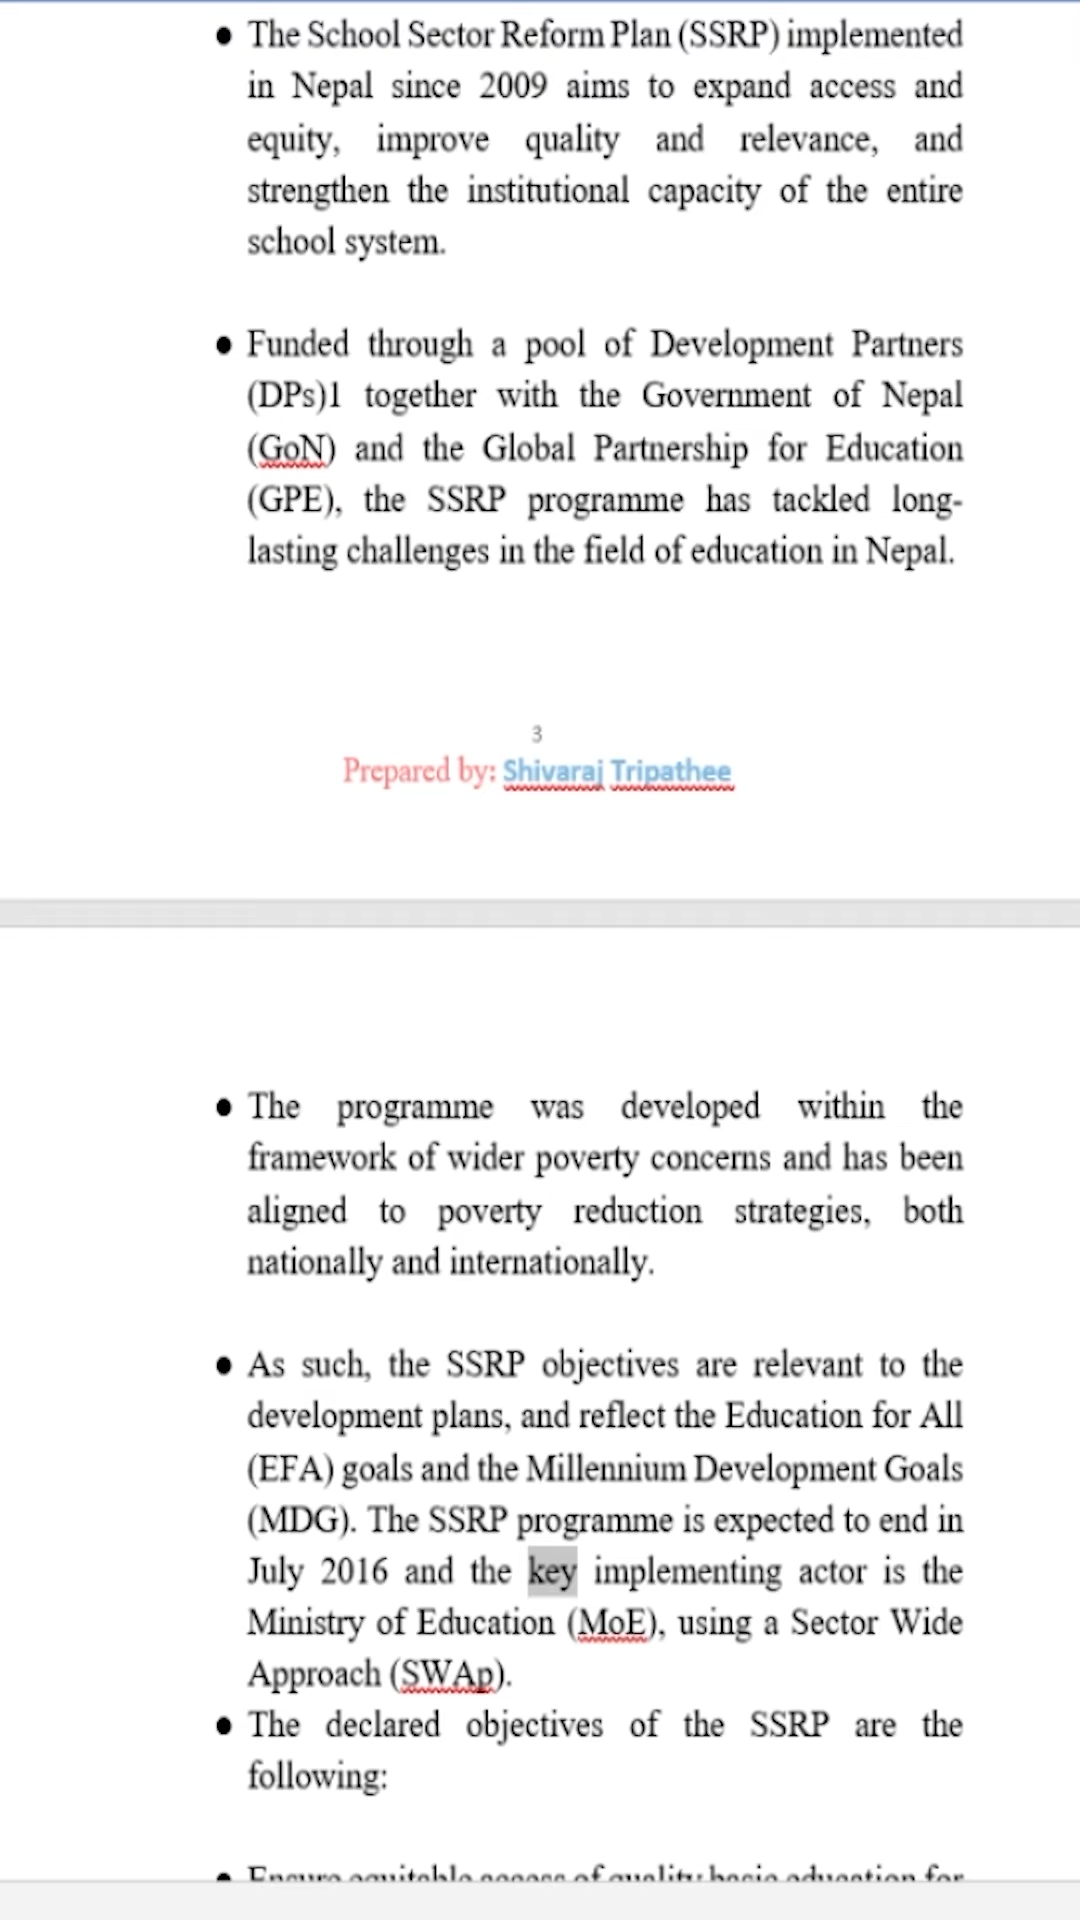 ● The School Sector Reform Plan (SSRP) implemented
in Nepal since 2009 aims to expand access and
equity, improve quality and relevance, and
strengthen the institutional capacity of the entire
school system.
● Funded through a pool of Development Partners
(DPs)1 together with the Government of Nepal
(GoN) and the Global Partnership for Education
(GPE), the SSRP programme has tackled long-
lasting challenges in the field of education in Nepal.
3
Prepared by: Shivaraj Tripathee
● The programme was developed within the
framework of wider poverty concerns and has been
aligned to poverty reduction strategies, both
nationally and internationally.
● As such, the SSRP objectives are relevant to the
development plans, and reflect the Education for All
(EFA) goals and the Millennium Development Goals
(MDG). The SSRP programme is expected to end in
July 2016 and the key implementing actor is the
Ministry of Education (MoE), using a Sector Wide
Approach (SWAp).
● The declared objectives of the SSRP are the
following:
● Ensure equitable access of quality basic education for